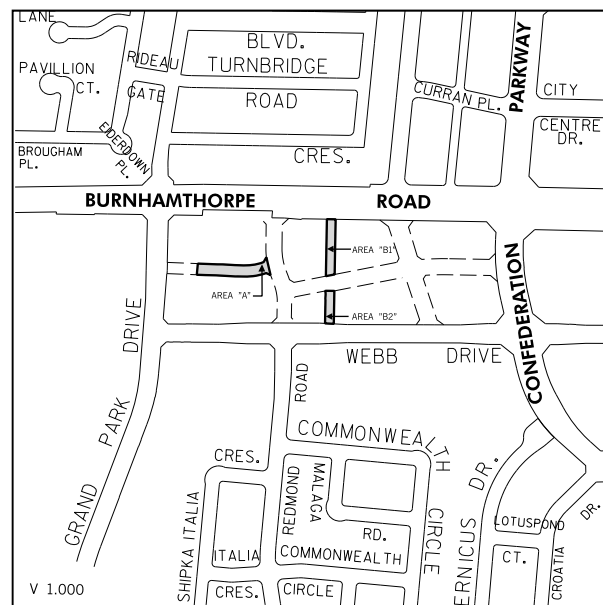 LANE
BLVD.
RIDEAU
TURNBRIDGE
PAVILLION
CT.
GATE
ROAD
CURRAN PL.
PARKWAY
CITY
CENTRE
DR.
EIDERDOWN
PL.
BROUGHAM
PL.
CRES.
BURNHAMTHORPE ROAD
AREA "B1"
AREA "A"
AREA "B2"
GRAND PARK DRIVE
CONFEDERATION
WEBB DRIVE
ROAD
COMMONWEALTH
CIRCLE
CRES.
SHIPKA ITALIA
REDMOND
MALAGA
RD.
ITALIA
COMMONWEALTH
CRES.
CIRCLE
ERNICUS
DR.
LOTUSPOND
CT.
CROATIA
DR.
V 1.000